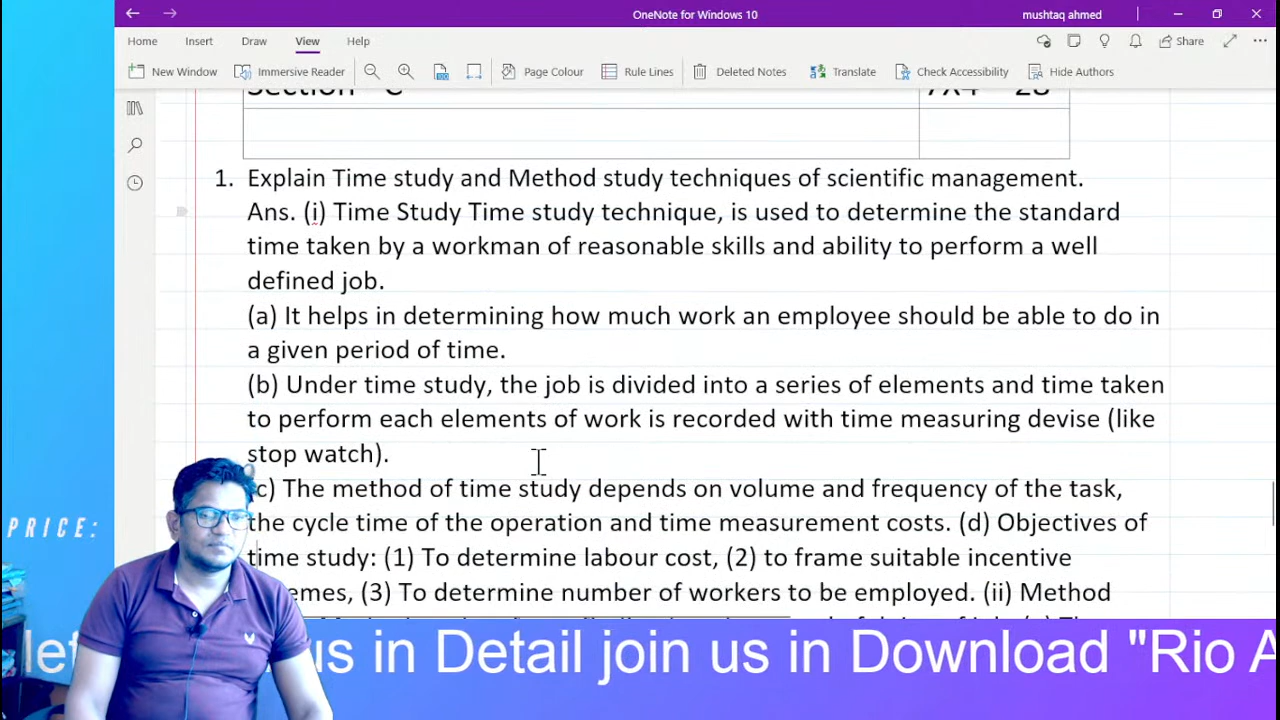 OneNote for Windows 10
mushtaq ahmed
Home Insert Draw View Help
Share
New Window Immersive Reader Page Colour Rule Lines Deleted Notes Translate Check Accessibility Hide Authors
Section - C 7X4 = 28
1. Explain Time study and Method study techniques of scientific management.
Ans. (i) Time Study Time study technique, is used to determine the standard
time taken by a workman of reasonable skills and ability to perform a well
defined job.
(a) It helps in determining how much work an employee should be able to do in
a given period of time.
(b) Under time study, the job is divided into a series of elements and time taken
to perform each elements of work is recorded with time measuring devise (like
stop watch).
c) The method of time study depends on volume and frequency of the task,
the cycle time of the operation and time measurement costs. (d) Objectives of
time study: (1) To determine labour cost, (2) to frame suitable incentive
emes, (3) To determine number of workers to be employed. (ii) Method
PRICE:
us in Detail join us in Download "Rio A